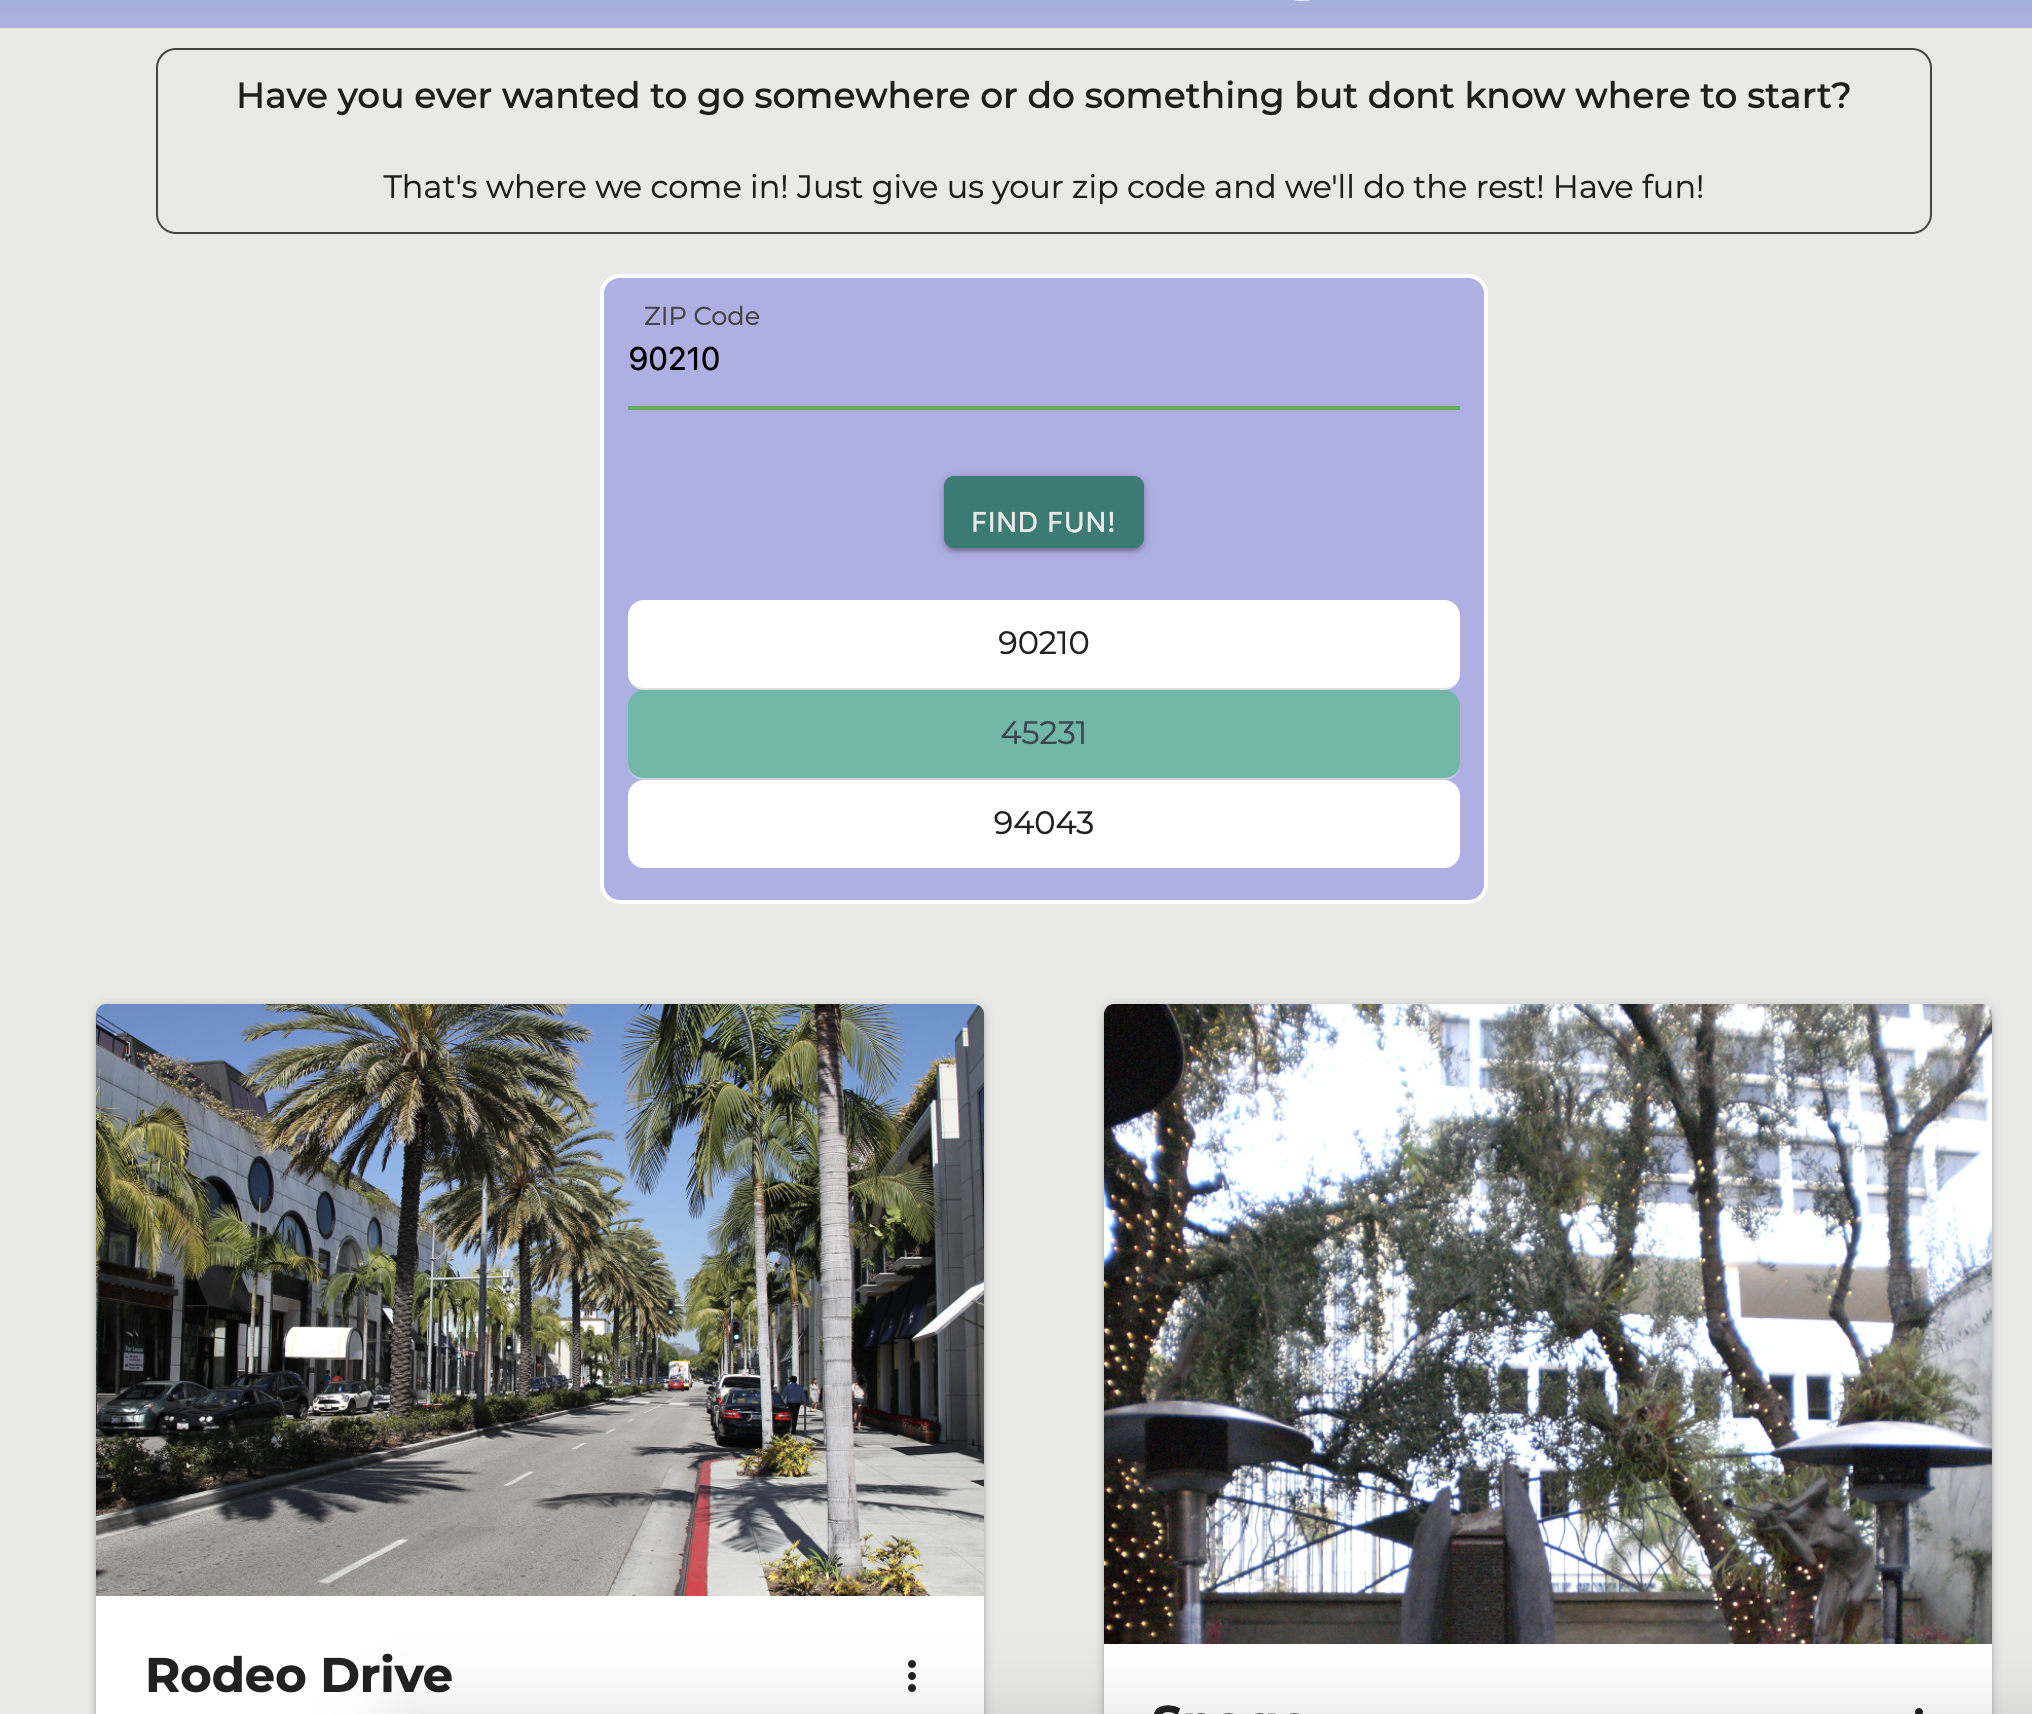 Have you ever wanted to go somewhere or do something but dont know where to start?
That's where we come in! Just give us your zip code and we'll do the rest! Have fun!
ZIP Code
90210
FIND FUN!
90210
45231
94043
Rodeo Drive